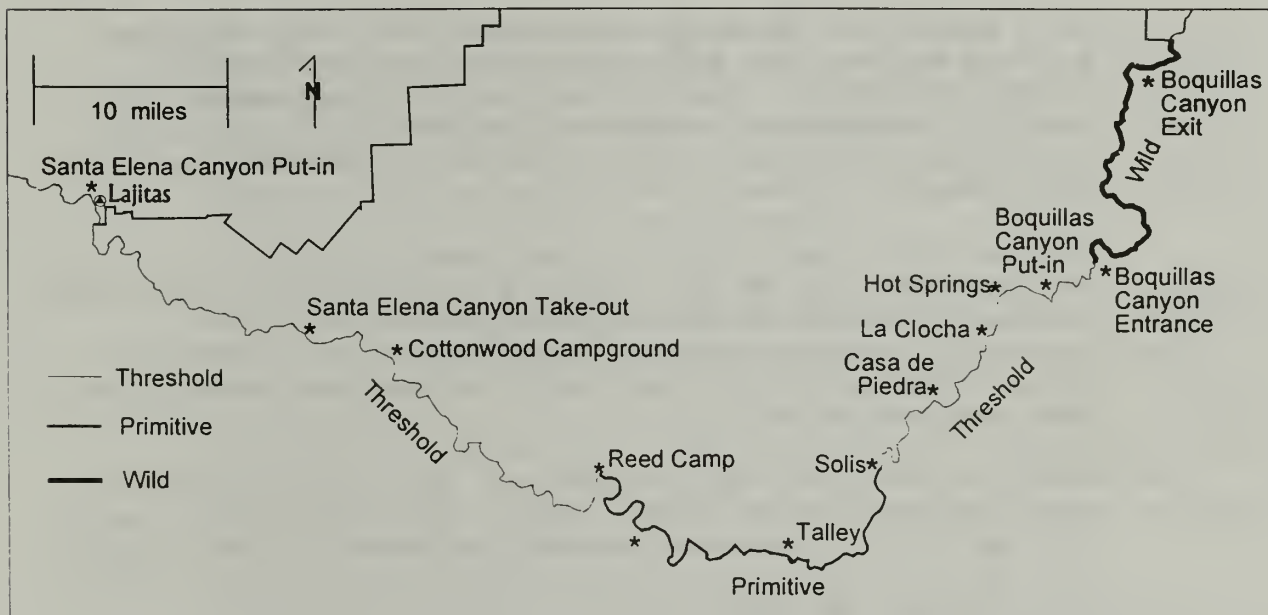 N
10 miles
Santa Elena Canyon Put-in
Lajitas
Boquillas
Canyon
Exit
Wild
Boquillas
Canyon
Put-in
Hot Springs
Boquillas
Canyon
Entrance
Santa Elena Canyon Take-out
La Clocha
Cottonwood Campground
Casa de
Piedra
Threshold
Threshold
Primitive
Wild
Threshold
Reed Camp
Solis
Talley
Primitive